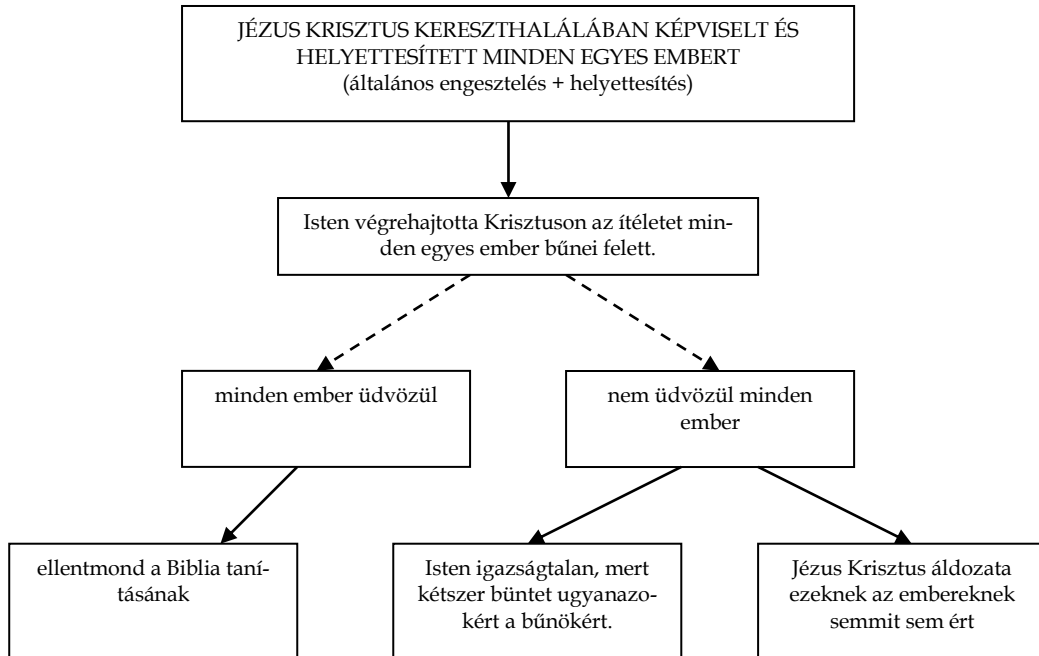 JÉZUS KRISZTUS KERESZTHALÁLÁBAN KÉPVISELT ÉS
HELYETTESÍTETT MINDEN EGYES EMBERT
(általános engesztelés + helyettesítés)
Isten végrehajtotta Krisztuson az ítéletet min-
den egyes ember bűnei felett.
minden ember üdvözül
nem üdvözül minden
ember
ellentmond a Biblia taní-
tásának
Isten igazságtalan, mert
kétszer büntet ugyanazo-
kért a bűnökért.
Jézus Krisztus áldozata
ezeknek az embereknek
semmit sem ért